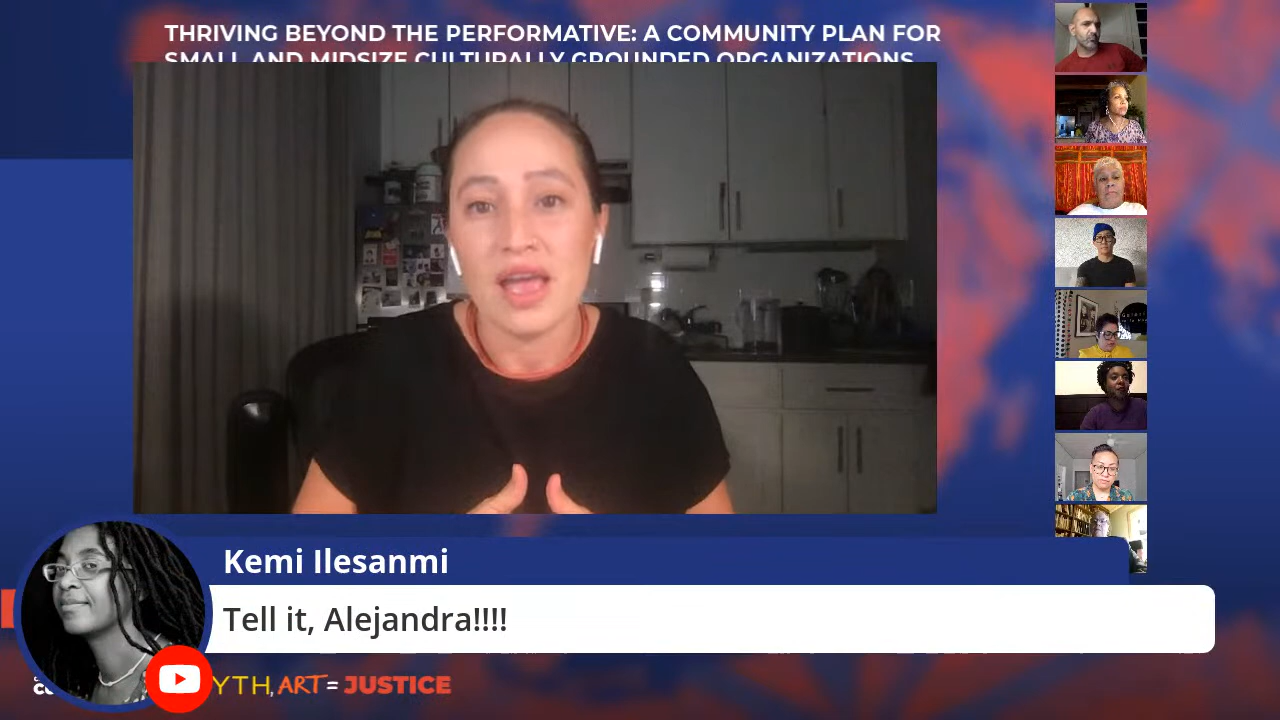 THRIVING BEYOND THE PERFORMATIVE: A COMMUNITY PLAN FOR
SMALL AND MIDSIZE CULTURALLY GROUNDED ORGANIZATIONS
Kemi Ilesanmi
Tell it, Alejandra!!!!
YTH, ART = JUSTICE